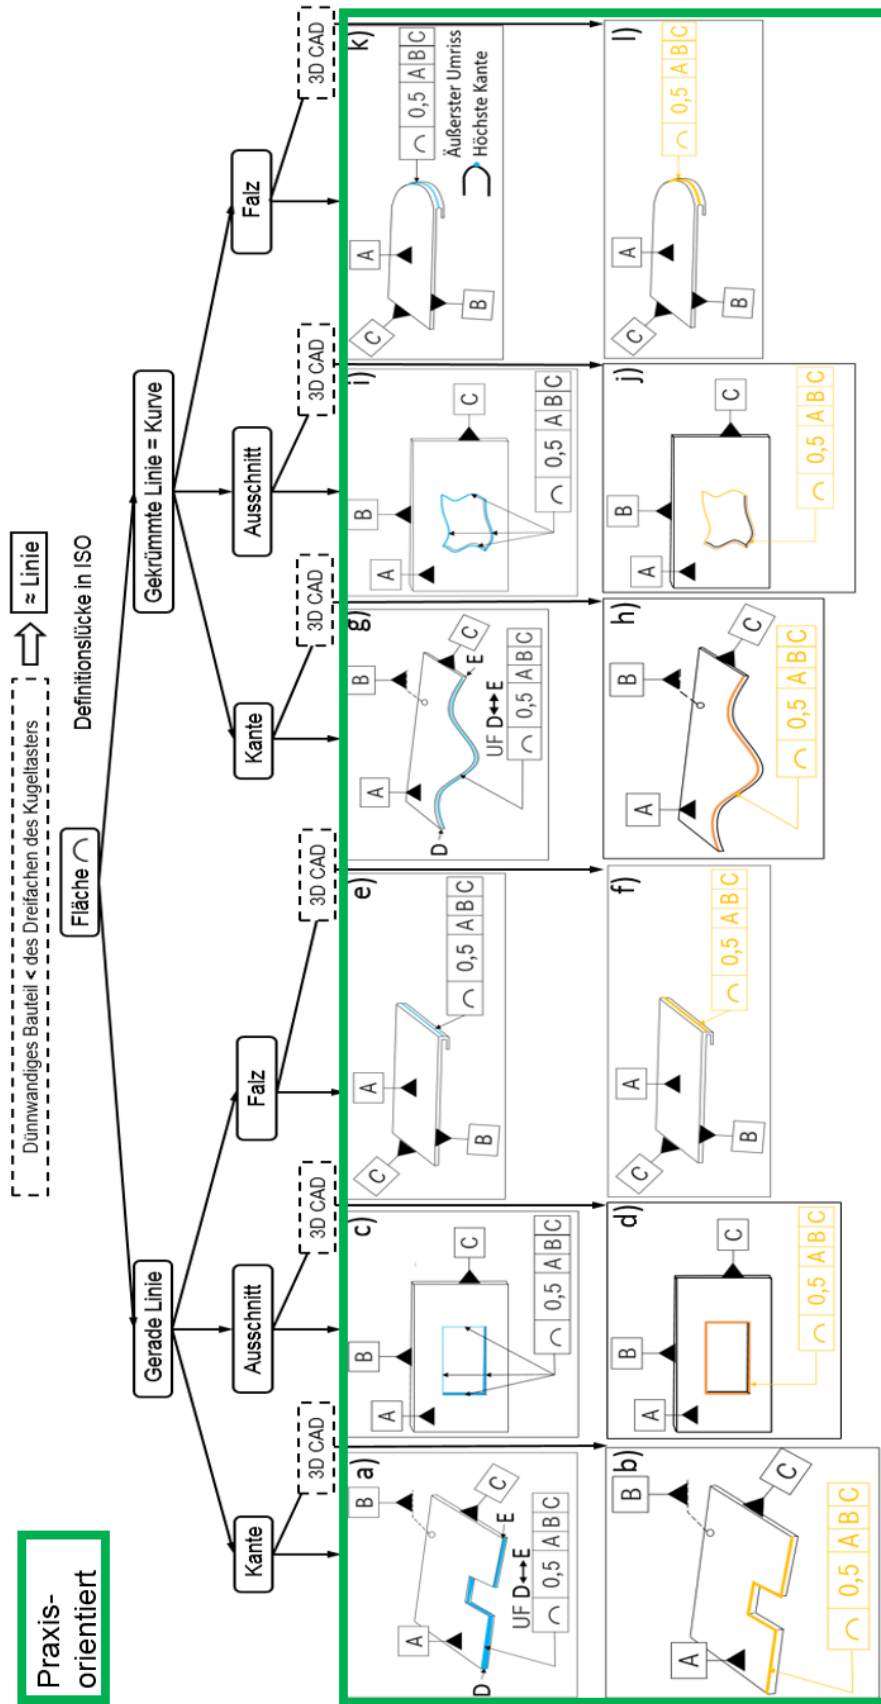 Praxis-
orientiert
Dünnwandiges Bauteil < des Dreifachen des Kugeltasters
≈ Linie
Definitionslücke in ISO
Fläche ⌓
Gerade Linie
Gekrümmte Linie = Kurve
Kante
Ausschnitt
Falz
Kante
Ausschnitt
Falz
3D CAD
3D CAD
3D CAD
3D CAD
3D CAD
3D CAD
a)
A
B
C
D
E
UF D↔E
⌓ 0,5 A B C
c)
A
B
C
⌓ 0,5 A B C
e)
A
B
C
⌓ 0,5 A B C
g)
A
B
C
D
E
UF D↔E
⌓ 0,5 A B C
i)
A
B
C
⌓ 0,5 A B C
k)
A
B
C
⌓ 0,5 A B C
Äußerster Umriss
Höchste Kante
b)
A
B
C
⌓ 0,5 A B C
d)
A
B
C
⌓ 0,5 A B C
f)
A
B
C
⌓ 0,5 A B C
h)
A
B
C
⌓ 0,5 A B C
j)
A
B
C
⌓ 0,5 A B C
l)
A
B
C
⌓ 0,5 A B C